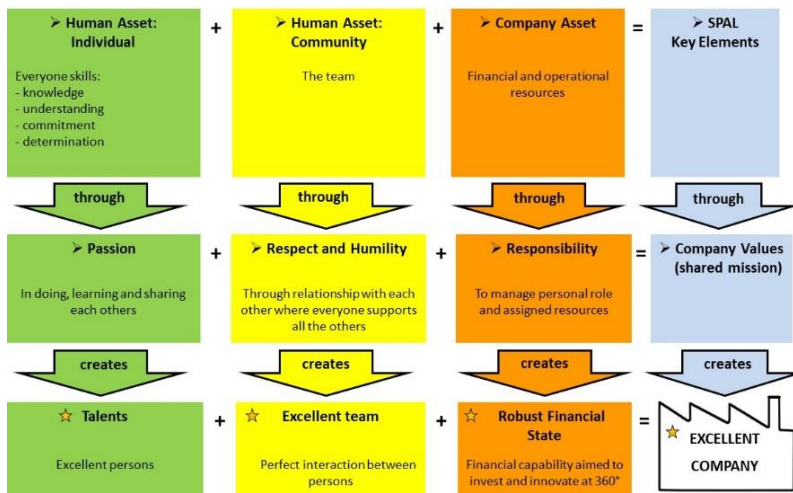 ➢ Human Asset:
Individual
Everyone skills:
- knowledge
- understanding
- commitment
- determination
+
➢ Human Asset:
Community
The team
+
➢ Company Asset
Financial and operational
resources
=
➢ SPAL
Key Elements
through
through
through
through
➢ Passion
In doing, learning and sharing
each others
+
➢ Respect and Humility
Through relationship with each
other where everyone supports
all the others
+
➢ Responsibility
To manage personal role
and assigned resources
=
➢ Company Values
(shared mission)
creates
creates
creates
creates
Talents
Excellent persons
+
Excellent team
Perfect interaction between
persons
+
Robust Financial
State
Financial capability aimed to
invest and innovate at 360°
=
EXCELLENT
COMPANY